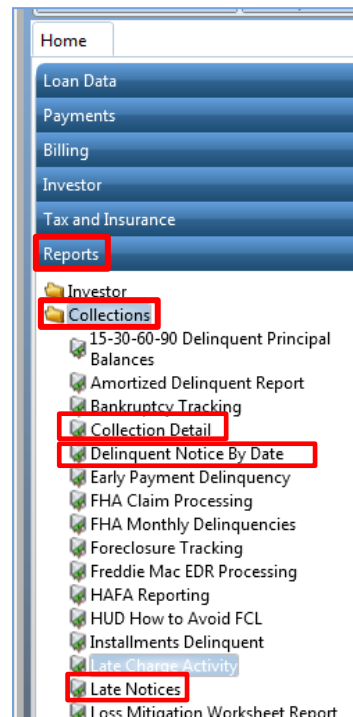 Home
Loan Data
Payments
Billing
Investor
Tax and Insurance
Reports
Investor
Collections
15-30-60-90 Delinquent Principal
Balances
Amortized Delinquent Report
Bankruptcy Tracking
Collection Detail
Delinquent Notice By Date
Early Payment Delinquency
FHA Claim Processing
FHA Monthly Delinquencies
Foreclosure Tracking
Freddie Mac EDR Processing
HAFA Reporting
HUD How to Avoid FCL
Installments Delinquent
Late Charge Activity
Late Notices
Loss Mitigation Worksheet Report